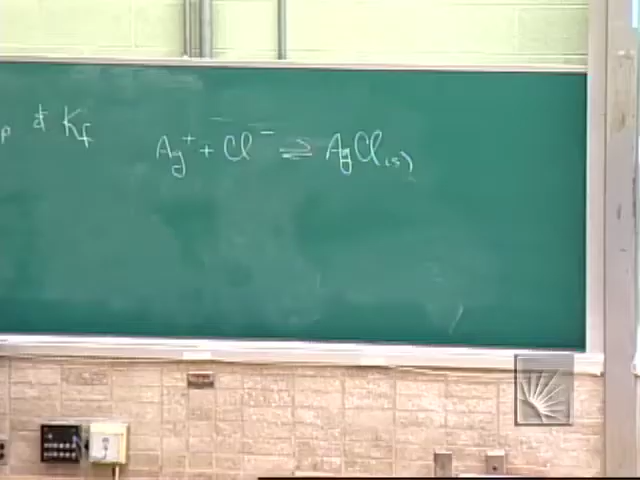 & Kf
Ag⁺ + Cl⁻ ⇌ AgCl(s)